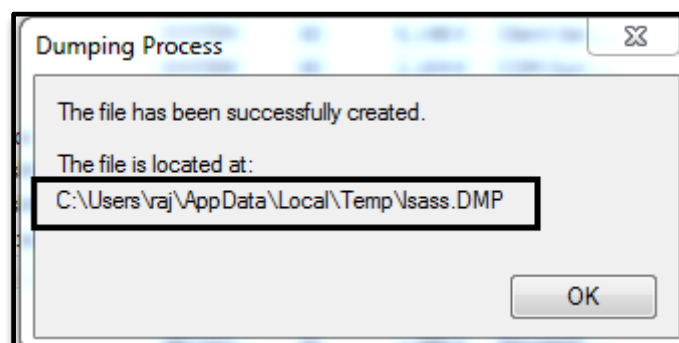 Dumping Process
The file has been successfully created.
The file is located at:
C:\Users\raj\AppData\Local\Temp\lsass.DMP
OK